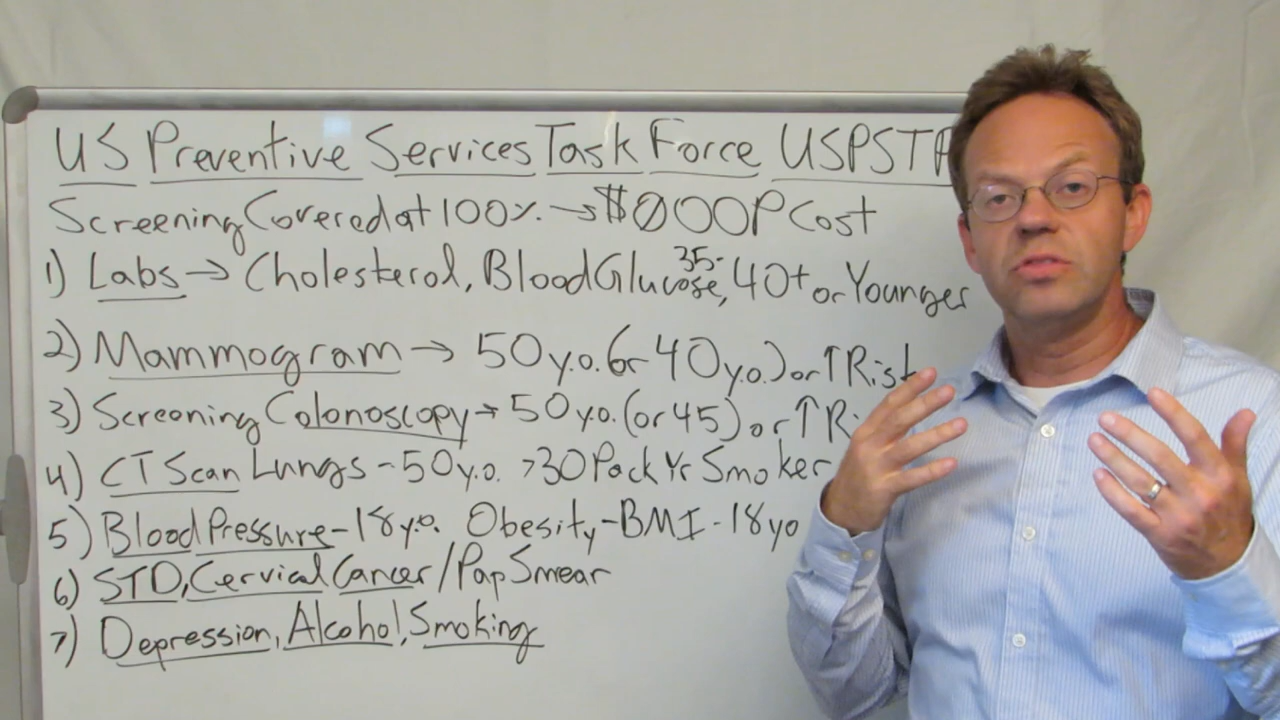 US Preventive Services Task Force USPSTF
Screening Covered at 100% → $0 OOP Cost
1) Labs → Cholesterol, Blood Glucose, 35- 40+ or Younger
2) Mammogram → 50 y.o. (or 40 y.o.) or ↑ Risk
3) Screening Colonoscopy → 50 y.o. (or 45) or ↑ Ri
4) CT Scan Lungs - 50 y.o. >30 Pack Yr Smoker
5) Blood Pressure - 18 y.o. Obesity - BMI - 18 yo
6) STD, Cervical Cancer / Pap Smear
7) Depression, Alcohol, Smoking